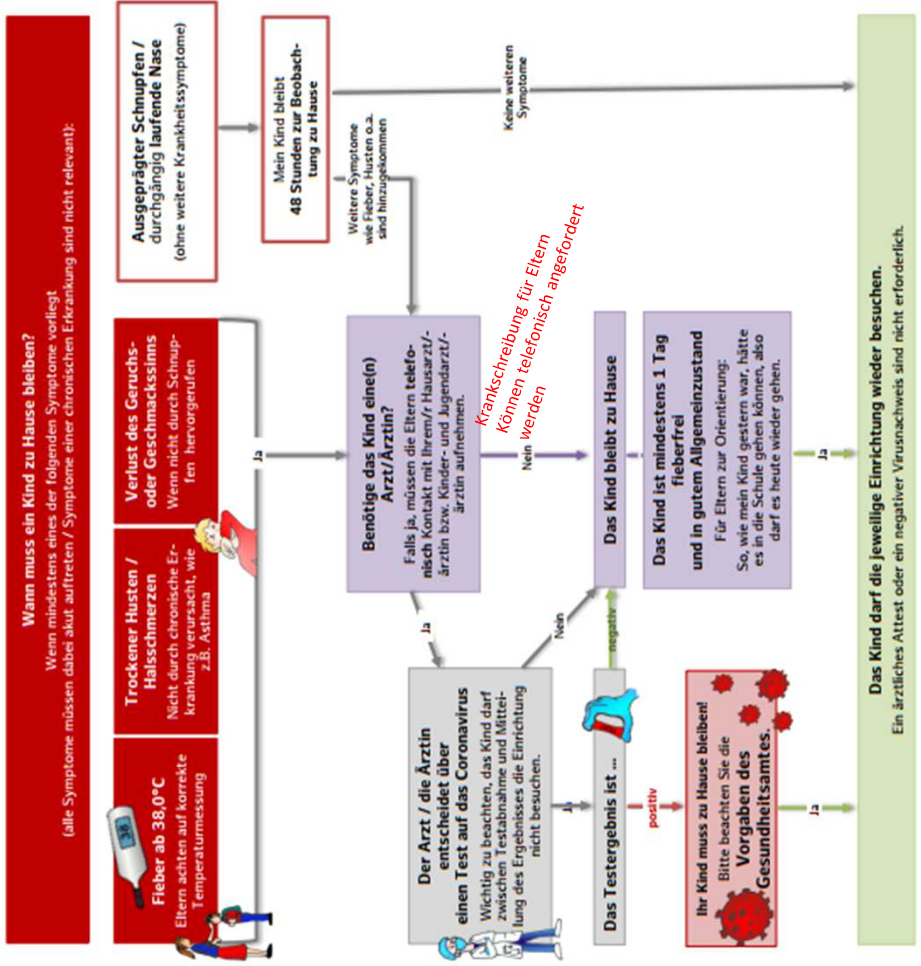 Wann muss ein Kind zu Hause bleiben?
Wenn mindestens eines der folgenden Symptome vorliegt
(alle Symptome müssen dabei akut auftreten / Symptome einer chronischen Erkrankung sind nicht relevant):
38
Fieber ab 38,0°C
Eltern achten auf korrekte
Temperaturmessung
Trockener Husten /
Halsschmerzen
Nicht durch chronische Er-
krankung verursacht, wie
z.B. Asthma
Verlust des Geruchs-
oder Geschmackssinns
Wenn nicht durch Schnup-
fen hervorgerufen
Ausgeprägter Schnupfen /
durchgängig laufende Nase
(ohne weitere Krankheitssymptome)
Ja
Mein Kind bleibt
48 Stunden zur Beobach-
tung zu Hause
Weitere Symptome
wie Fieber, Husten o.a.
sind hinzugekommen
Keine weiteren
Symptome
Benötige das Kind eine(n)
Arzt/Ärztin?
Falls ja, müssen die Eltern telefo-
nisch Kontakt mit Ihrem/r Hausarzt/-
ärztin bzw. Kinder- und Jugendarzt/-
ärztin aufnehmen.
Ja
Nein
Krankschreibung für Eltern
Können telefonisch angefordert
werden
Der Arzt / die Ärztin
entscheidet über
einen Test auf das Coronavirus
Wichtig zu beachten, das Kind darf
zwischen Testabnahme und Mittei-
lung des Ergebnisses die Einrichtung
nicht besuchen.
Ja
Nein
Das Testergebnis ist ...
negativ
positiv
Das Kind bleibt zu Hause
Das Kind ist mindestens 1 Tag
fieberfrei
und in gutem Allgemeinzustand
Für Eltern zur Orientierung:
So, wie mein Kind gestern war, hätte
es in die Schule gehen können, also
darf es heute wieder gehen.
Ihr Kind muss zu Hause bleiben!
Bitte beachten Sie die
Vorgaben des
Gesundheitsamtes.
Ja
Ja
Das Kind darf die jeweilige Einrichtung wieder besuchen.
Ein ärztliches Attest oder ein negativer Virusnachweis sind nicht erforderlich.